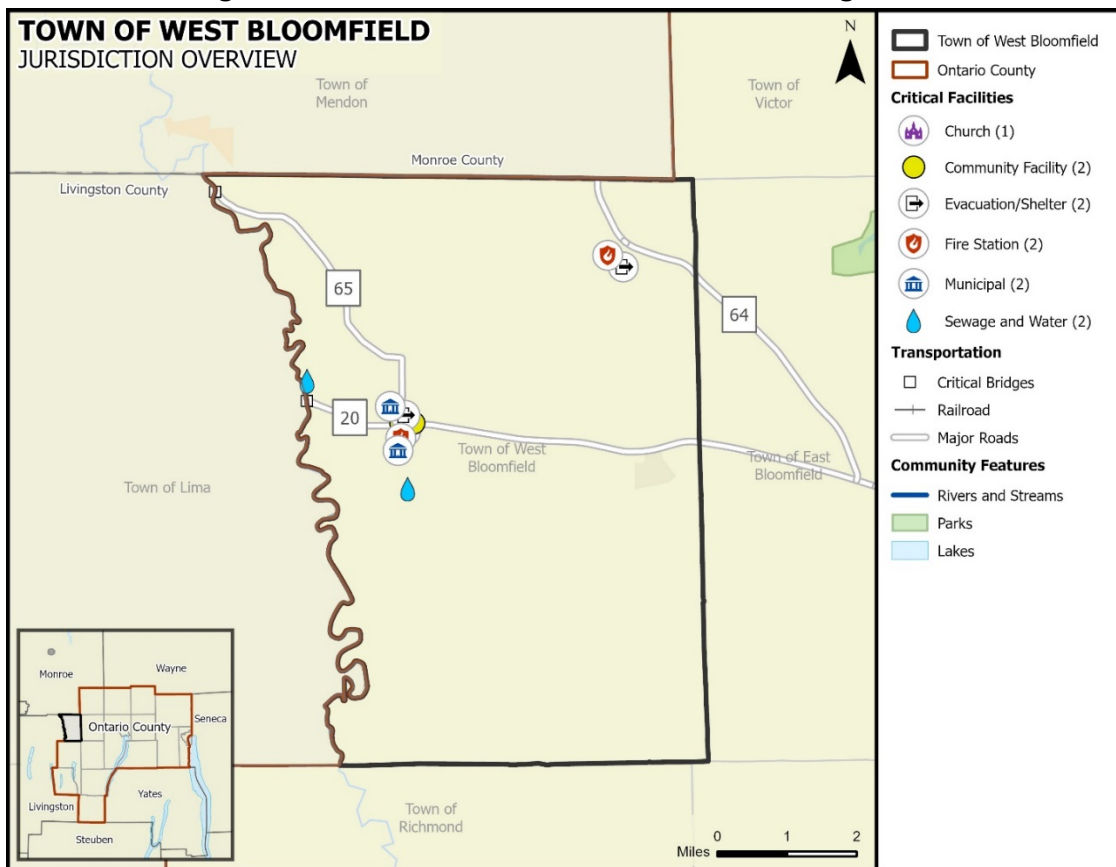 TOWN OF WEST BLOOMFIELD
JURISDICTION OVERVIEW
N
Town of
Mendon
Town of
Victor
Monroe County
Livingston County
65
64
20
Town of West
Bloomfield
Town of East
Bloomfield
Town of Lima
Town of
Richmond
Monroe
Wayne
Ontario County
Seneca
Livingston
Yates
Steuben
0 1 2
Miles
Town of West Bloomfield
Ontario County
Critical Facilities
Church (1)
Community Facility (2)
Evacuation/Shelter (2)
Fire Station (2)
Municipal (2)
Sewage and Water (2)
Transportation
Critical Bridges
Railroad
Major Roads
Community Features
Rivers and Streams
Parks
Lakes